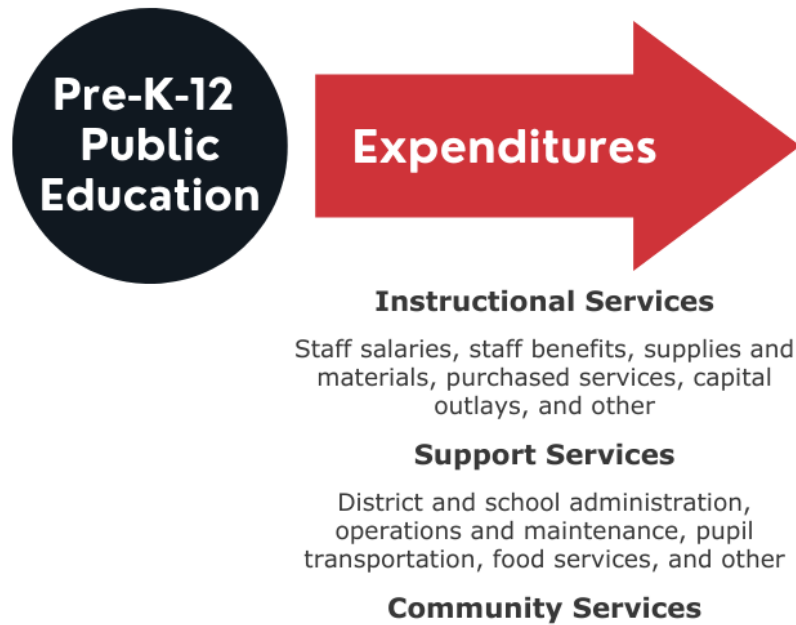 Pre-K-12
Public
Education
Expenditures
Instructional Services
Staff salaries, staff benefits, supplies and
materials, purchased services, capital
outlays, and other
Support Services
District and school administration,
operations and maintenance, pupil
transportation, food services, and other
Community Services